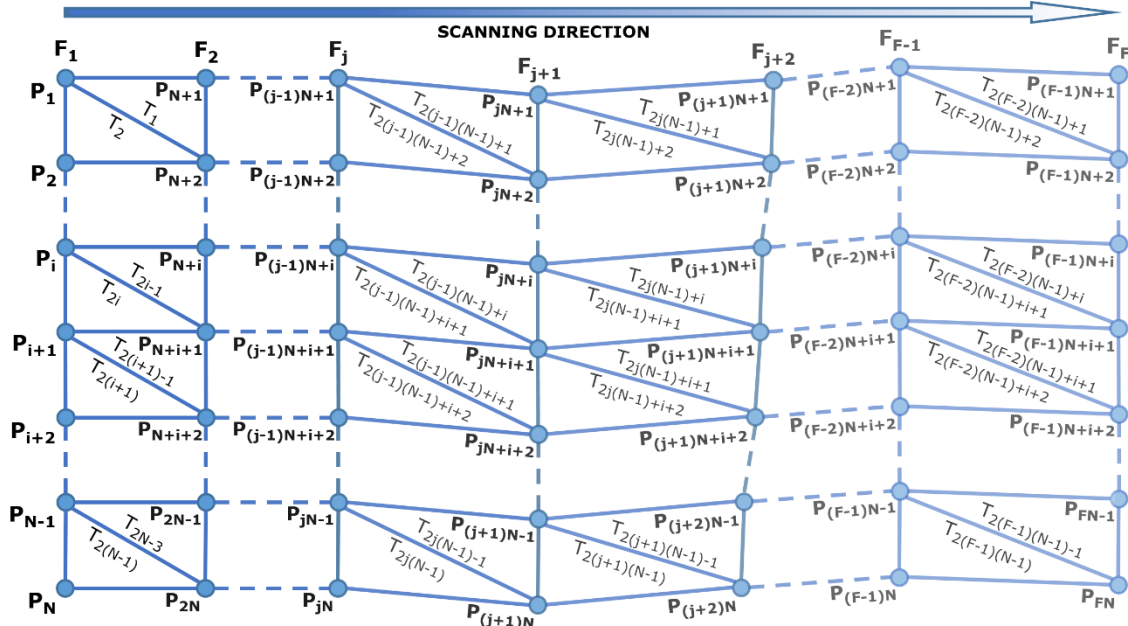 SCANNING DIRECTION
F1 F2 Fj Fj+1 Fj+2 FF-1 FF
P1 PN+1 P(j-1)N+1 PjN+1 P(j+1)N+1 P(F-2)N+1 P(F-1)N+1
T1 T2(j-1)(N-1)+1 T2j(N-1)+1 T2(F-2)(N-1)+1
T2 T2(j-1)(N-1)+2 T2j(N-1)+2 T2(F-2)(N-1)+2
P2 PN+2 P(j-1)N+2 PjN+2 P(j+1)N+2 P(F-2)N+2 P(F-1)N+2
Pi PN+i P(j-1)N+i PjN+i P(j+1)N+i P(F-2)N+i P(F-1)N+i
T2i-1 T2(j-1)(N-1)+i T2j(N-1)+i T2(F-2)(N-1)+i
T2i T2(j-1)(N-1)+i+1 T2j(N-1)+i+1 T2(F-2)(N-1)+i+1
Pi+1 PN+i+1 P(j-1)N+i+1 PjN+i+1 P(j+1)N+i+1 P(F-2)N+i+1 P(F-1)N+i+1
T2(i+1)-1 T2(j-1)(N-1)+i+1 T2j(N-1)+i+1 T2(F-2)(N-1)+i+1
T2(i+1) T2(j-1)(N-1)+i+2 T2j(N-1)+i+2 T2(F-2)(N-1)+i+2
Pi+2 PN+i+2 P(j-1)N+i+2 PjN+i+2 P(j+1)N+i+2 P(F-2)N+i+2 P(F-1)N+i+2
PN-1 P2N-1 PjN-1 P(j+1)N-1 P(j+2)N-1 P(F-1)N-1 PFN-1
T2N-3 T2j(N-1)-1 T2(j+1)(N-1)-1 T2(F-1)(N-1)-1
T2(N-1) T2j(N-1) T2(j+1)(N-1) T2(F-1)(N-1)
PN P2N PjN P(j+1)N P(j+2)N P(F-1)N PFN